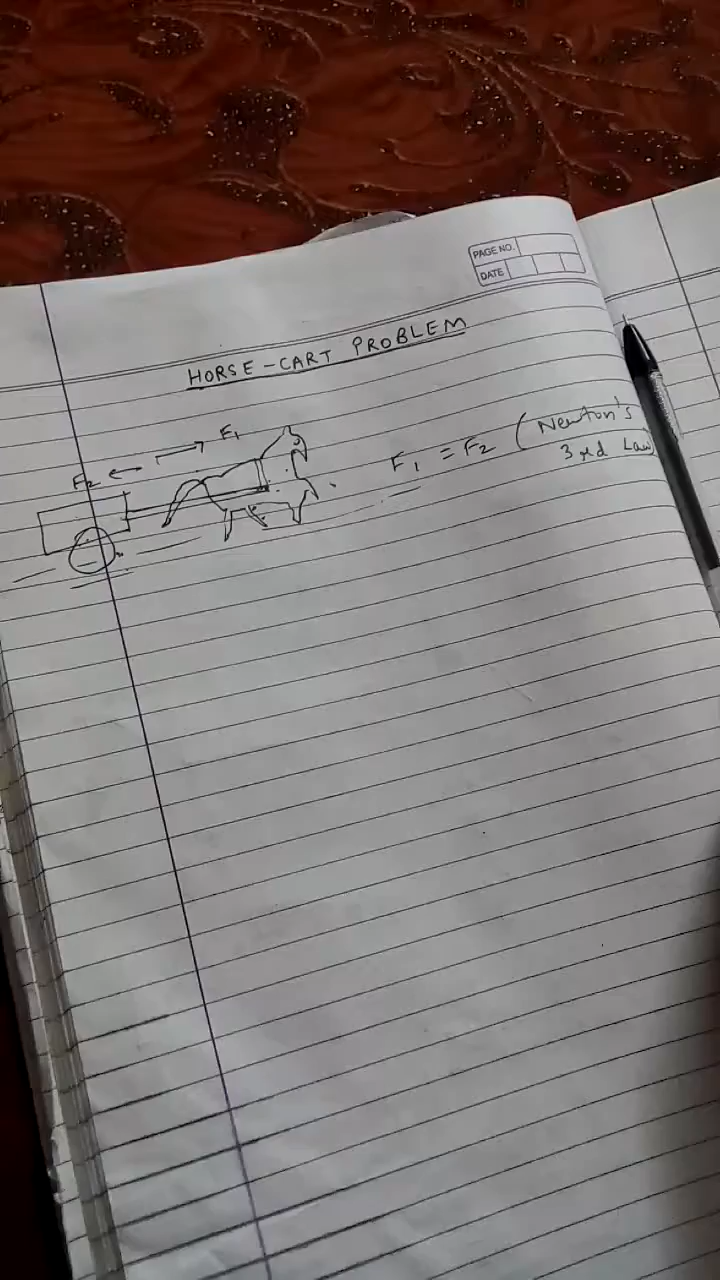 PAGE NO.
DATE
HORSE-CART PROBLEM
F₁
F₂
F₁ = F₂ (Newton's
3rd Law)